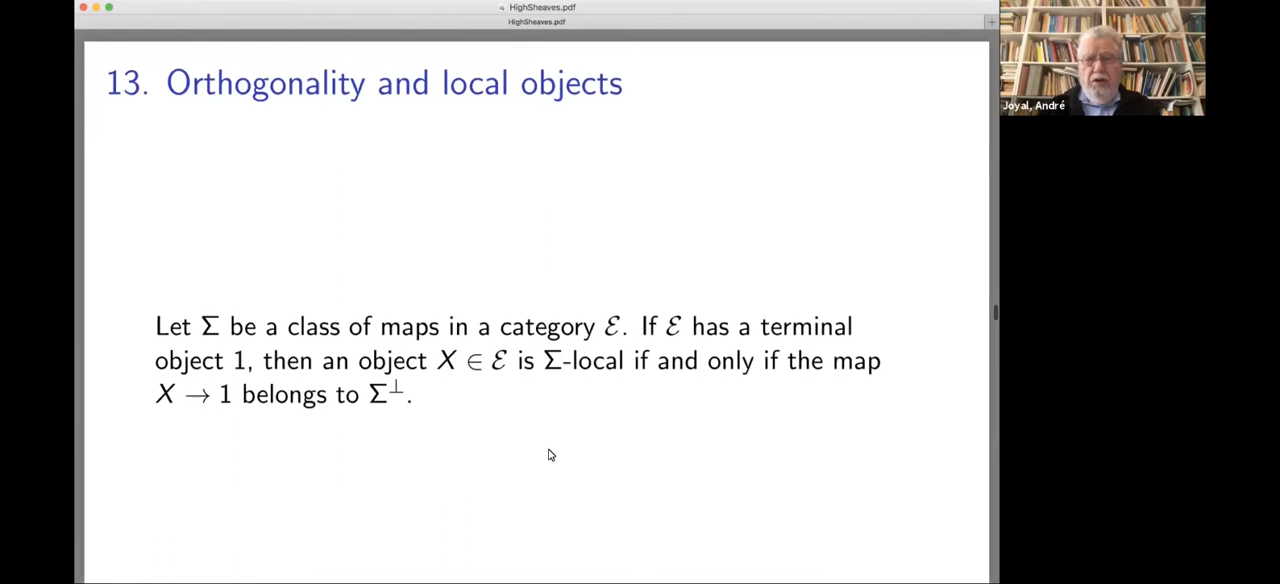 HighSheaves.pdf
HighSheaves.pdf
13. Orthogonality and local objects
Joyal, André
Let Σ be a class of maps in a category ℰ. If ℰ has a terminal
object 1, then an object X ∈ ℰ is Σ-local if and only if the map
X → 1 belongs to Σ⊥.